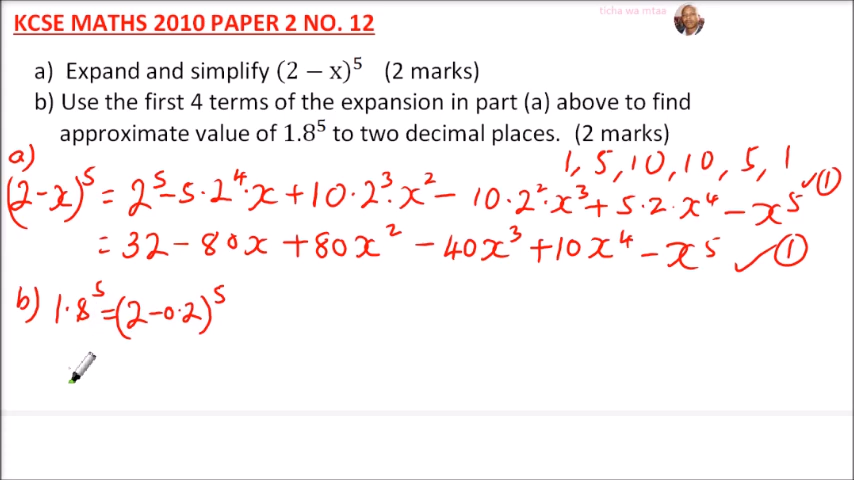 ticha wa mtaa
KCSE MATHS 2010 PAPER 2 NO. 12
a) Expand and simplify (2 − x)⁵ (2 marks)
b) Use the first 4 terms of the expansion in part (a) above to find
approximate value of 1.8⁵ to two decimal places. (2 marks)
a)
1, 5, 10, 10, 5, 1
(2-x)⁵ = 2⁵ - 5·2⁴·x + 10·2³·x² - 10·2²·x³ + 5·2·x⁴ - x⁵ ✓①
= 32 - 80x + 80x² - 40x³ + 10x⁴ - x⁵ ✓①
b) 1·8⁵ = (2-0·2)⁵